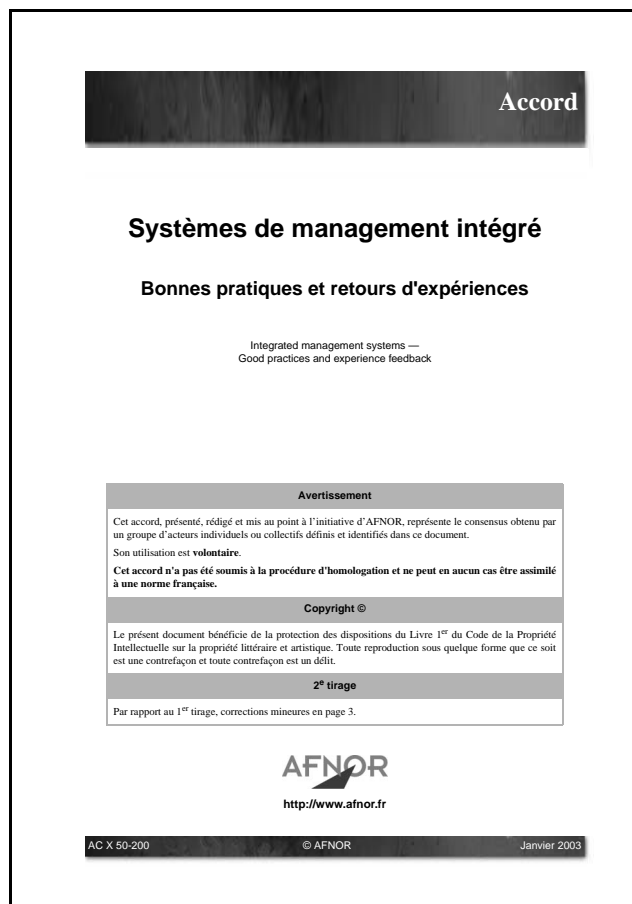 Accord
Systèmes de management intégré
Bonnes pratiques et retours d'expériences
Integrated management systems —
Good practices and experience feedback
Avertissement
Cet accord, présenté, rédigé et mis au point à l’initiative d’AFNOR, représente le consensus obtenu par
un groupe d’acteurs individuels ou collectifs définis et identifiés dans ce document.
Son utilisation est volontaire.
Cet accord n'a pas été soumis à la procédure d'homologation et ne peut en aucun cas être assimilé
à une norme française.
Copyright ©
Le présent document bénéficie de la protection des dispositions du Livre 1er du Code de la Propriété
Intellectuelle sur la propriété littéraire et artistique. Toute reproduction sous quelque forme que ce soit
est une contrefaçon et toute contrefaçon est un délit.
2e tirage
Par rapport au 1er tirage, corrections mineures en page 3.
AFNOR
http://www.afnor.fr
AC X 50-200 © AFNOR Janvier 2003